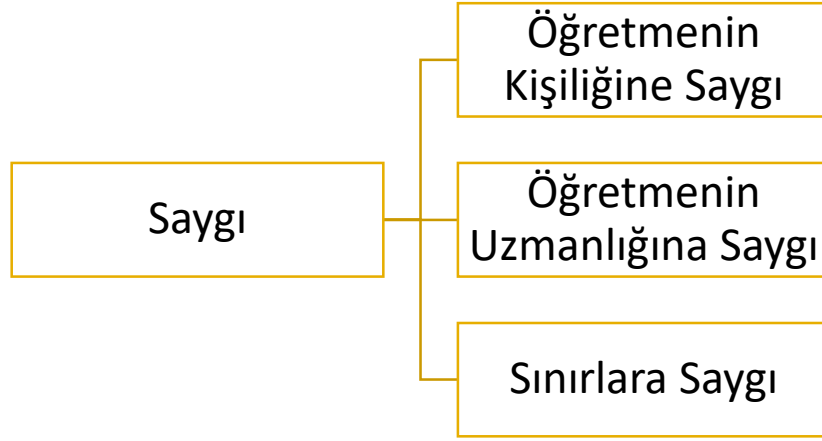 Saygı
Öğretmenin
Kişiliğine Saygı
Öğretmenin
Uzmanlığına Saygı
Sınırlara Saygı